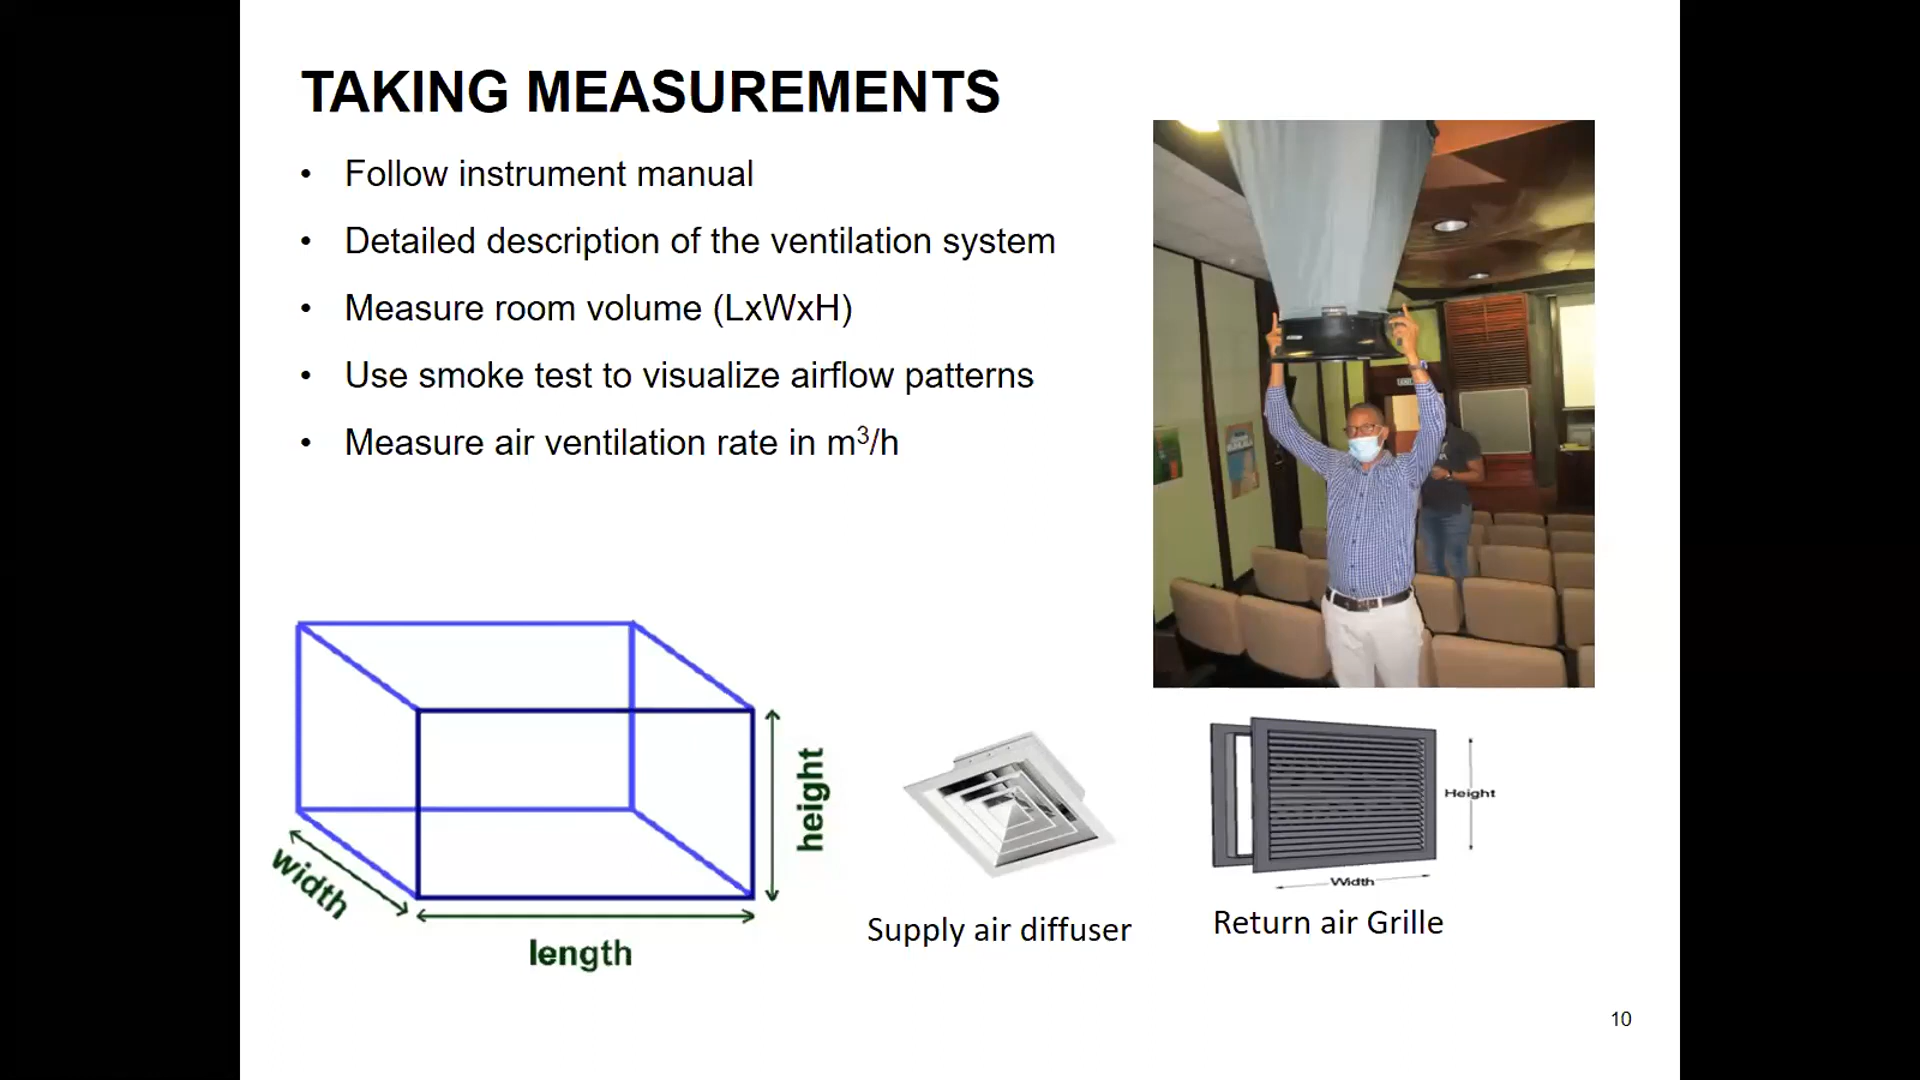 TAKING MEASUREMENTS
• Follow instrument manual
• Detailed description of the ventilation system
• Measure room volume (LxWxH)
• Use smoke test to visualize airflow patterns
• Measure air ventilation rate in m³/h
height
width
length
Supply air diffuser
Height
Width
Return air Grille
10